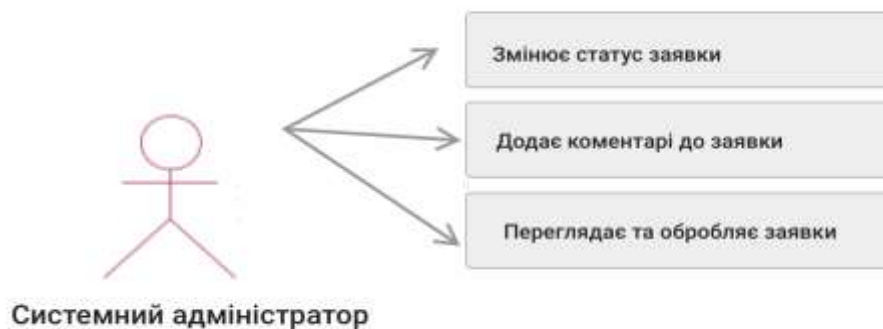 Змінює статус заявки
Додає коментарі до заявки
Переглядає та обробляє заявки
Системний адміністратор